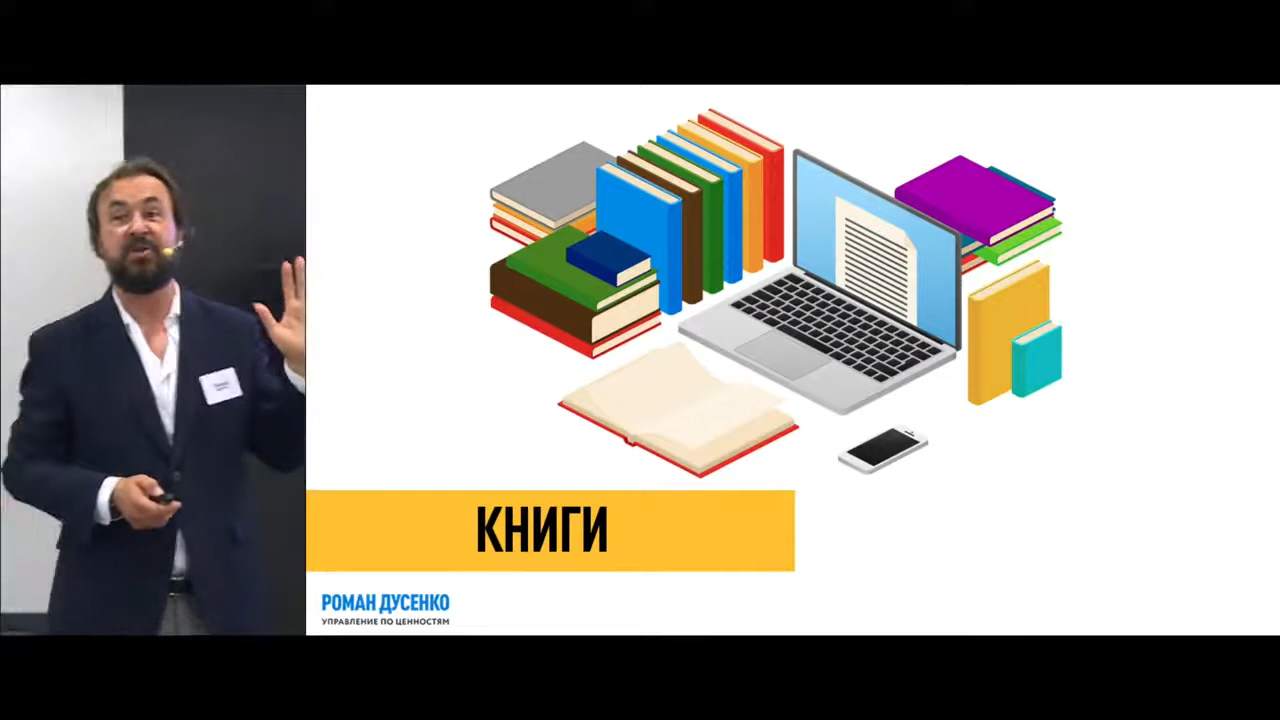 КНИГИ
РОМАН ДУСЕНКО
УПРАВЛЕНИЕ ПО ЦЕННОСТЯМ